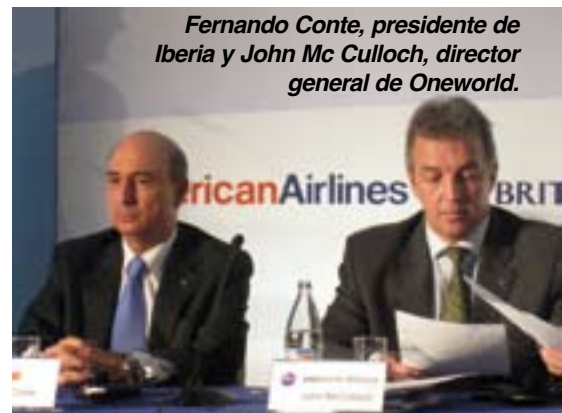 Fernando Conte, presidente de
Iberia y John Mc Culloch, director
general de Oneworld.
ricanAirlines BRIT